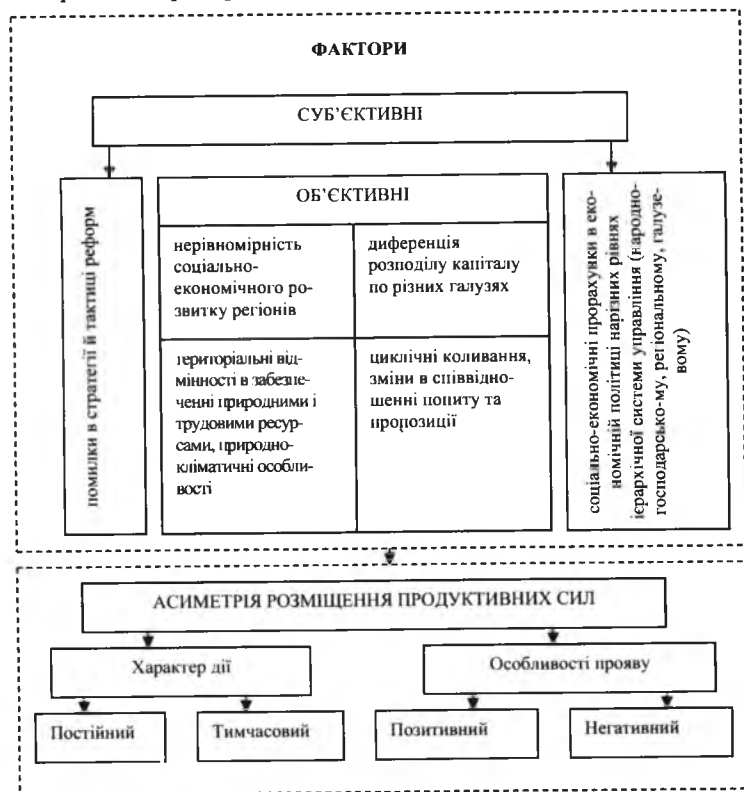 ФАКТОРИ
СУБ'ЄКТИВНІ
помилки в стратегії й тактиці реформ
ОБ'ЄКТИВНІ
нерівномірність
соціально-
економічного ро-
звитку регіонів
диференція
розподілу капіталу
по різних галузях
територіальні від-
мінності в забезпе-
ченні природними і
трудовими ресур-
сами, природно-
кліматичні особли-
вості
циклічні коливання,
зміни в співвідно-
шенні попиту та
пропозиції
соціально-економічні прорахунки в еко-
номічній політиці нарізних рівнях
ієрархічної системи управління (народно-
господарсько-му, регіональному, галузе-
вому)
АСИМЕТРІЯ РОЗМІЩЕННЯ ПРОДУКТИВНИХ СИЛ
Характер дії
Особливості прояву
Постійний
Тимчасовий
Позитивний
Негативний